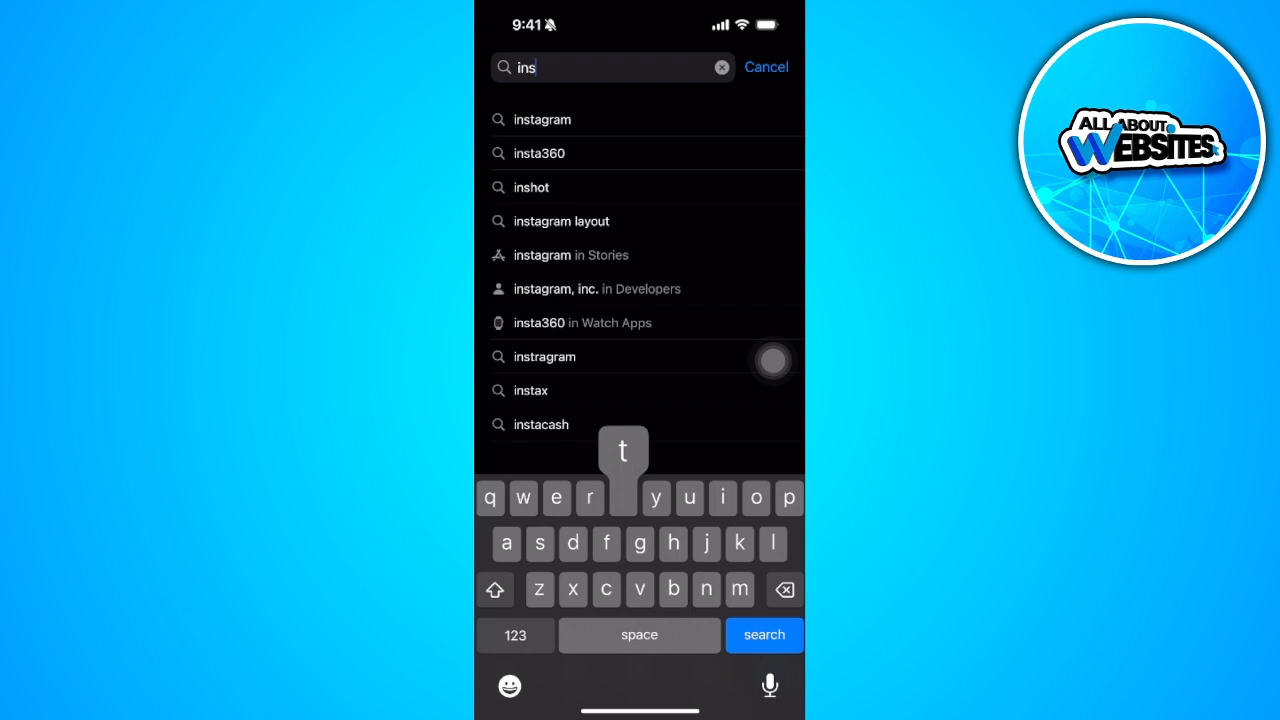 9:41
ins
Cancel
ALL ABOUT
WEBSITES
instagram
insta360
inshot
instagram layout
instagram in Stories
instagram, inc. in Developers
insta360 in Watch Apps
instragram
instax
instacash
t
q w e r y u i o p
a s d f g h j k l
z x c v b n m
123 space search